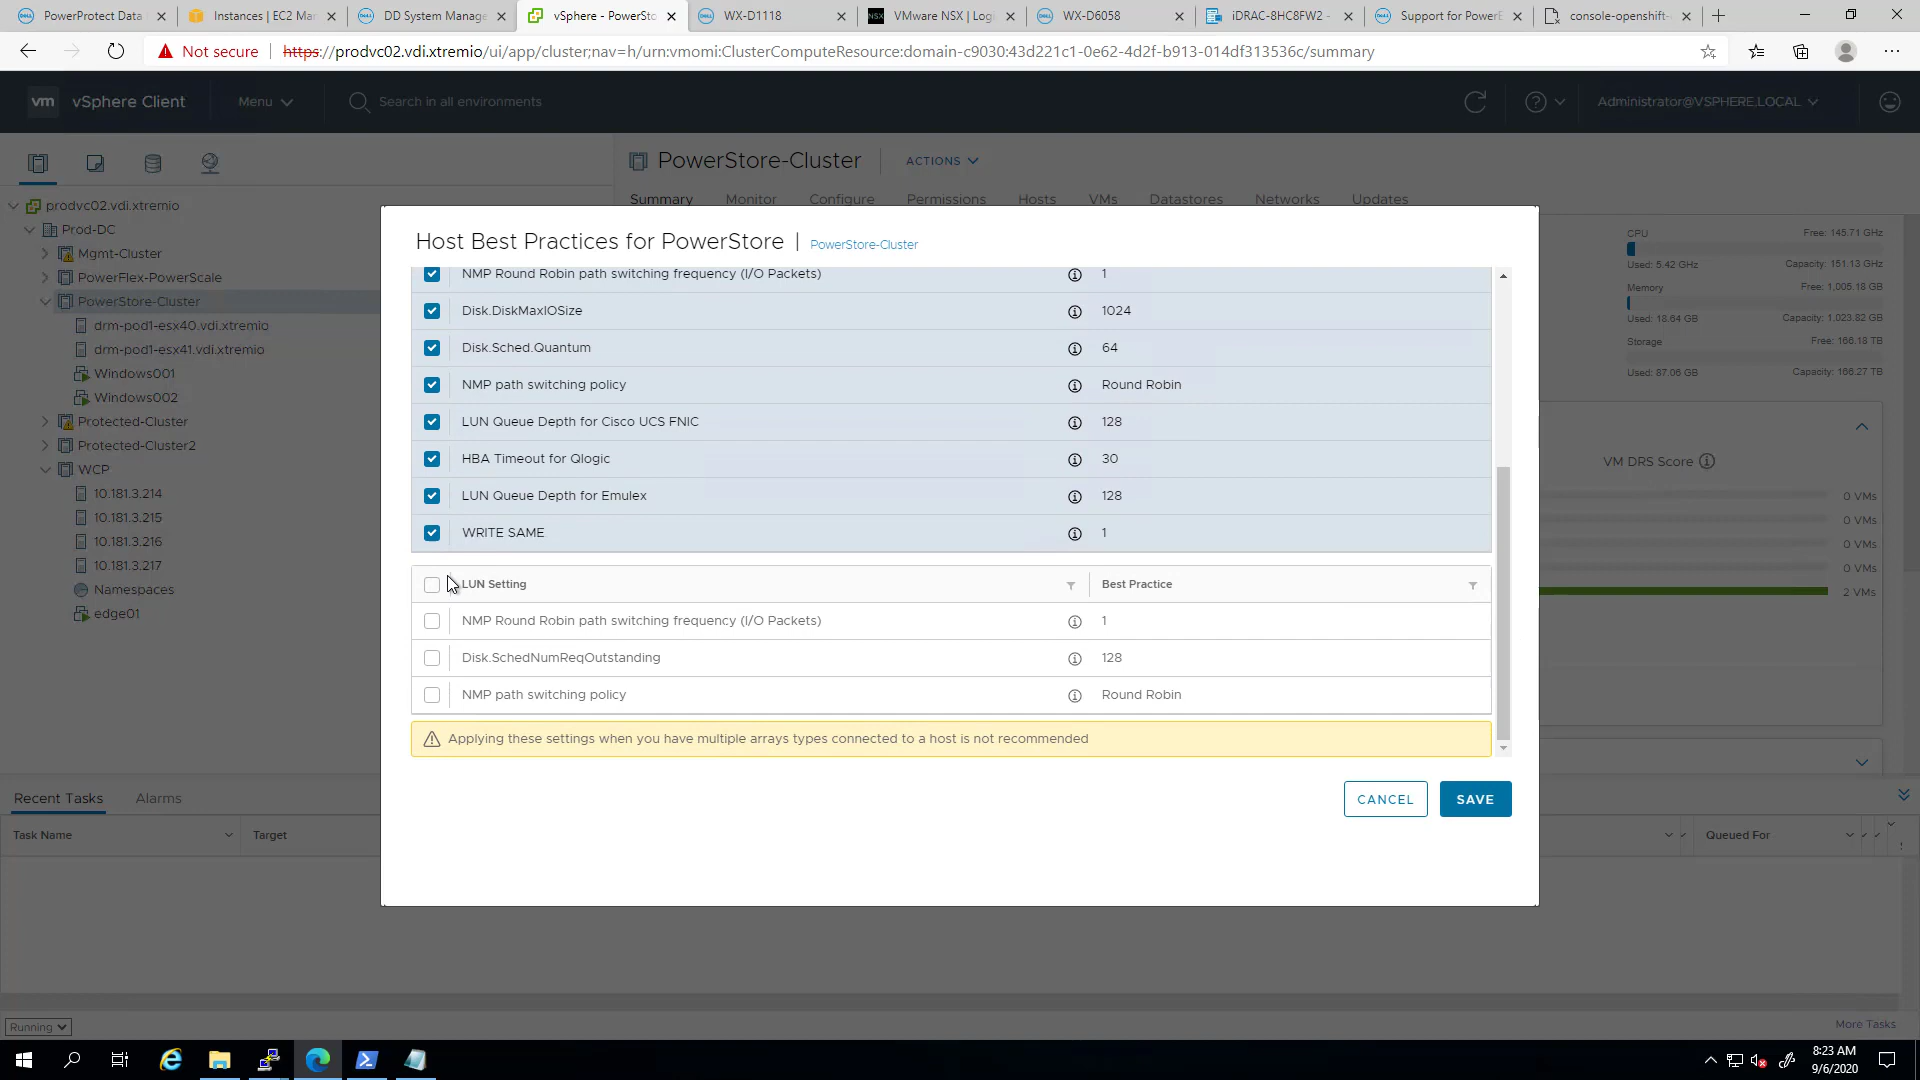 PowerProtect Data
Instances | EC2 Mar
DD System Manage
vSphere - PowerSto
WX-D1118
VMware NSX | Logi
WX-D6058
iDRAC-8HC8FW2 -
Support for PowerE
console-openshift-
Not secure
https://prodvc02.vdi.xtremio/ui/app/cluster;nav=h/urn:vmomi:ClusterComputeResource:domain-c9030:43d221c1-0e62-4d2f-b913-014df313536c/summary
vm vSphere Client
Menu
Search in all environments
Administrator@VSPHERE.LOCAL
PowerStore-Cluster
ACTIONS
Summary Monitor Configure Permissions Hosts VMs Datastores Networks Updates
prodvc02.vdi.xtremio
Prod-DC
Mgmt-Cluster
PowerFlex-PowerScale
PowerStore-Cluster
drm-pod1-esx40.vdi.xtremio
drm-pod1-esx41.vdi.xtremio
Windows001
Windows002
Protected-Cluster
Protected-Cluster2
WCP
10.181.3.214
10.181.3.215
10.181.3.216
10.181.3.217
Namespaces
edge01
Host Best Practices for PowerStore | PowerStore-Cluster
NMP Round Robin path switching frequency (I/O Packets) 1
Disk.DiskMaxIOSize 1024
Disk.Sched.Quantum 64
NMP path switching policy Round Robin
LUN Queue Depth for Cisco UCS FNIC 128
HBA Timeout for Qlogic 30
LUN Queue Depth for Emulex 128
WRITE SAME 1
LUN Setting Best Practice
NMP Round Robin path switching frequency (I/O Packets) 1
Disk.SchedNumReqOutstanding 128
NMP path switching policy Round Robin
Applying these settings when you have multiple arrays types connected to a host is not recommended
CANCEL SAVE
CPU Free: 145.71 GHz
Used: 5.42 GHz Capacity: 151.13 GHz
Memory Free: 1,005.18 GB
Used: 18.64 GB Capacity: 1,023.82 GB
Storage Free: 166.18 TB
Used: 87.06 GB Capacity: 166.27 TB
VM DRS Score
0 VMs
0 VMs
0 VMs
0 VMs
2 VMs
Recent Tasks Alarms
Task Name Target Queued For
Running
More Tasks
8:23 AM
9/6/2020